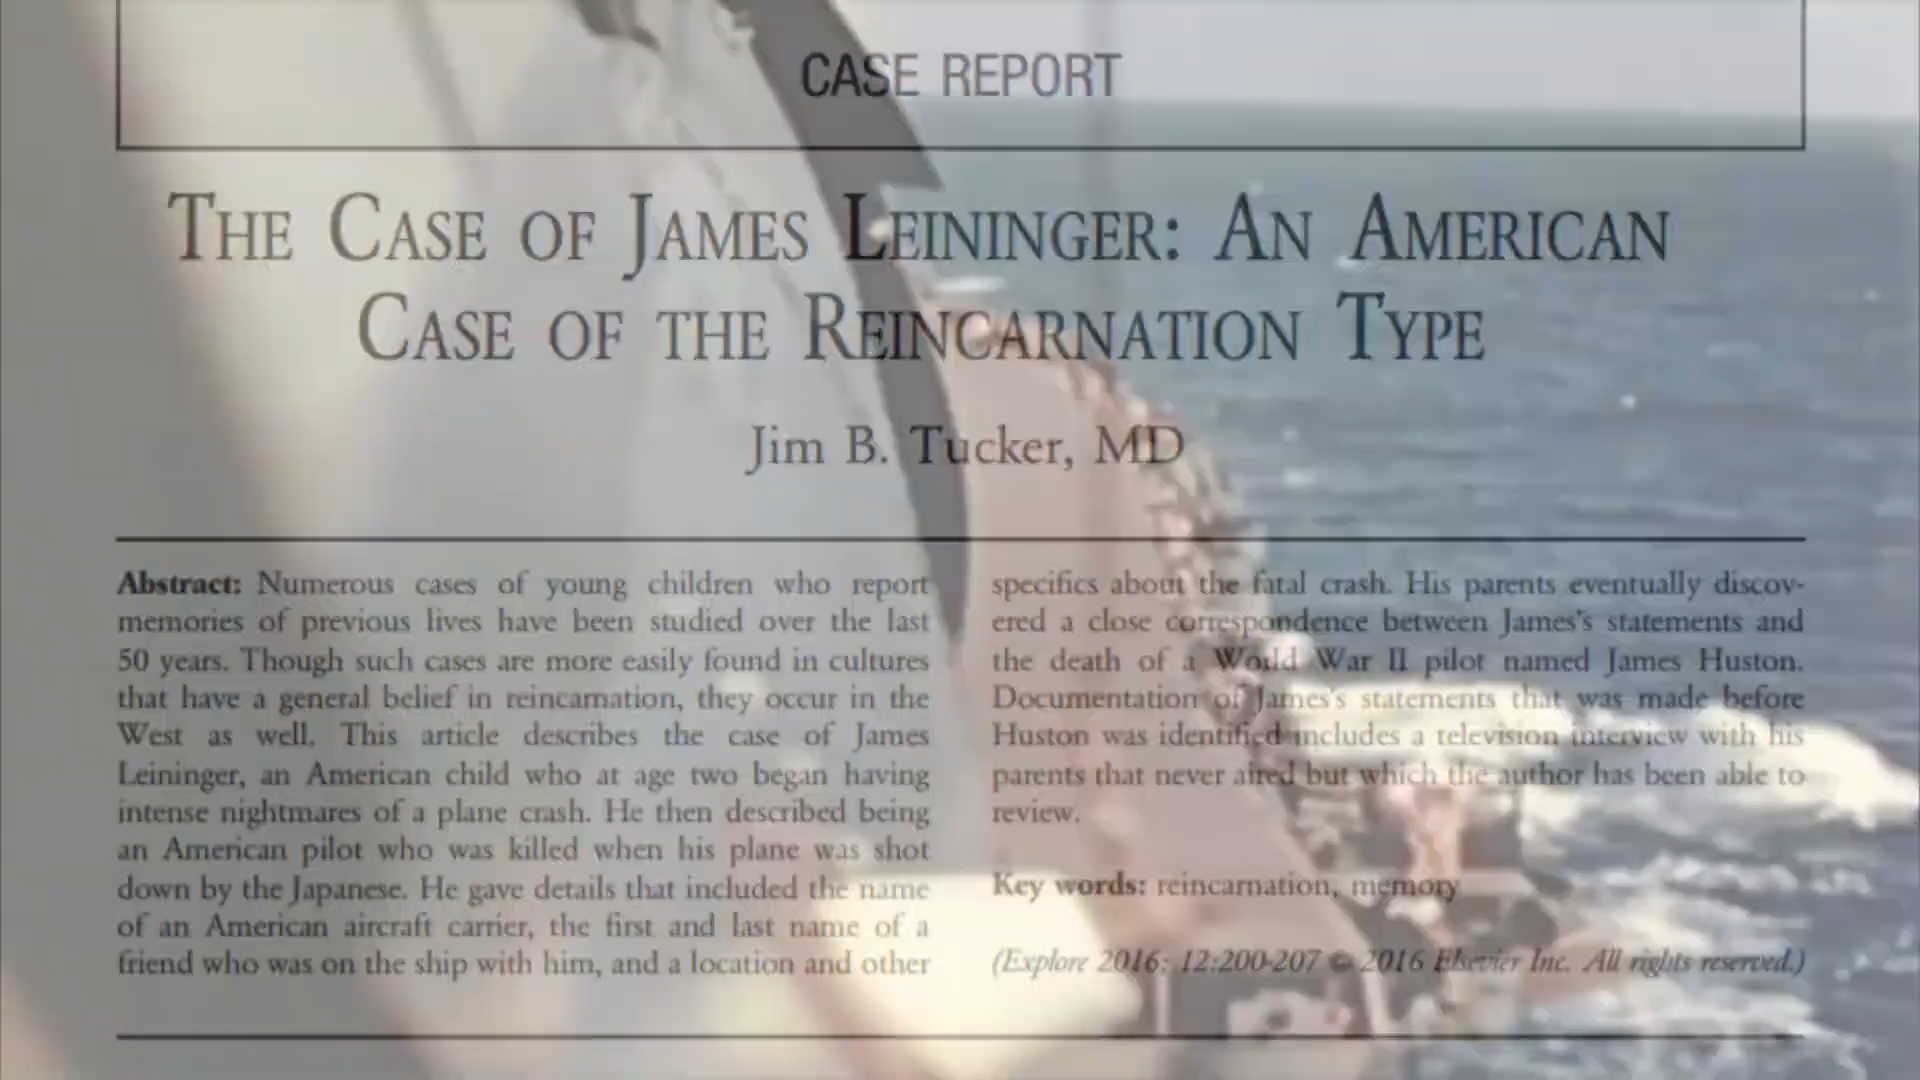 CASE REPORT
THE CASE OF JAMES LEININGER: AN AMERICAN
CASE OF THE REINCARNATION TYPE
Jim B. Tucker, MD
Abstract: Numerous cases of young children who report
memories of previous lives have been studied over the last
50 years. Though such cases are more easily found in cultures
that have a general belief in reincarnation, they occur in the
West as well. This article describes the case of James
Leininger, an American child who at age two began having
intense nightmares of a plane crash. He then described being
an American pilot who was killed when his plane was shot
down by the Japanese. He gave details that included the name
of an American aircraft carrier, the first and last name of a
friend who was on the ship with him, and a location and other
specifics about the fatal crash. His parents eventually discov-
ered a close correspondence between James's statements and
the death of a World War II pilot named James Huston.
Documentation of James's statements that was made before
Huston was identified includes a television interview with his
parents that never aired but which the author has been able to
review.
Key words: reincarnation, memory
(Explore 2016; 12:200-207 © 2016 Elsevier Inc. All rights reserved.)